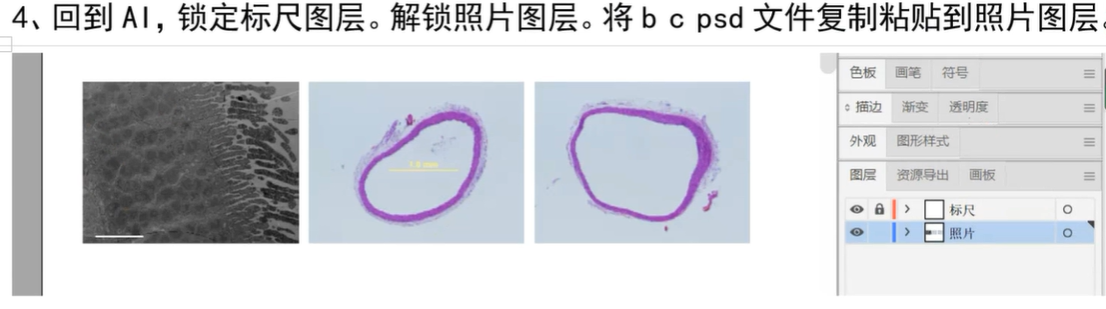 4、回到AI，锁定标尺图层。解锁照片图层。将b c psd文件复制粘贴到照片图层。
色板 画笔 符号
描边 渐变 透明度
外观 图形样式
图层 资源导出 画板
标尺
照片